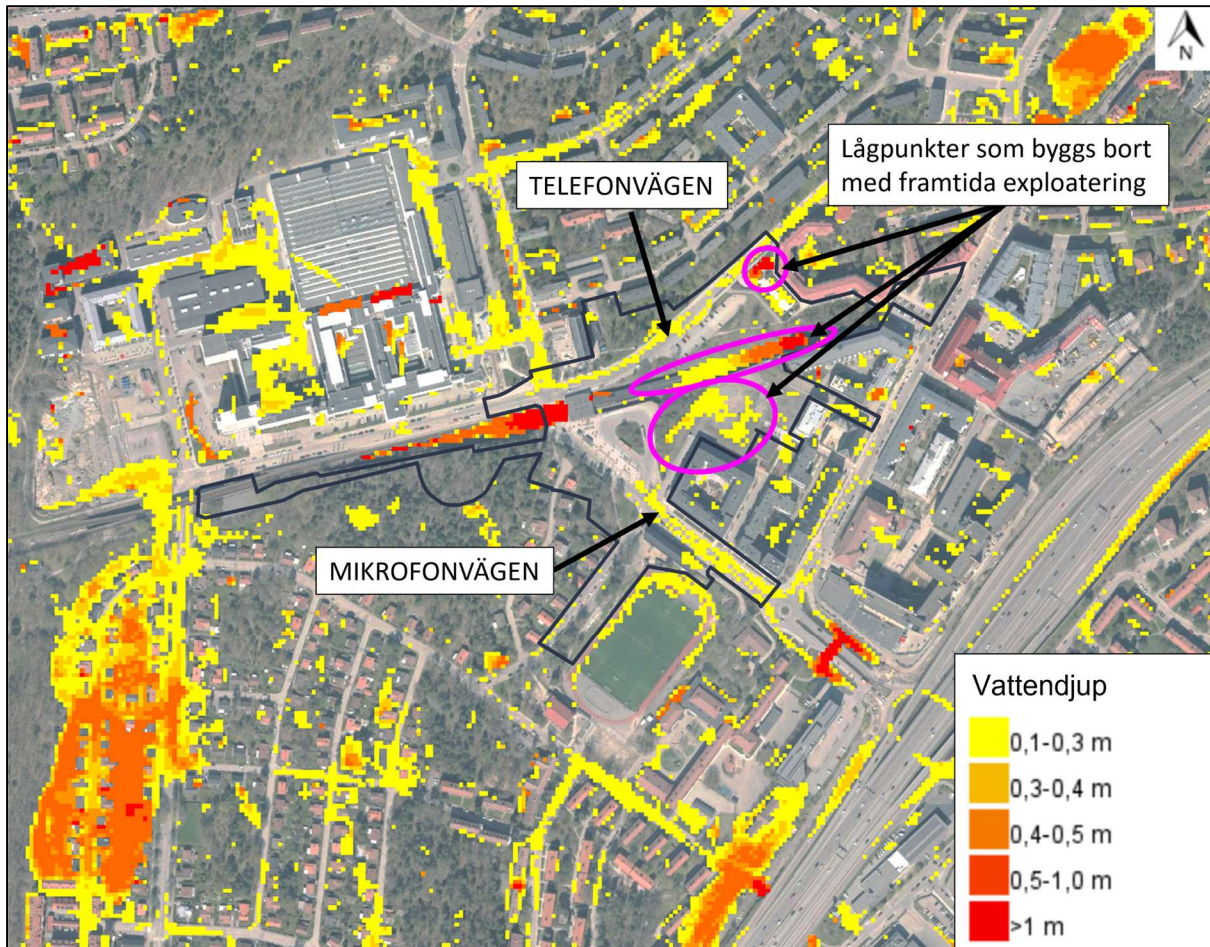 N
Lågpunkter som byggs bort
med framtida exploatering
TELEFONVÄGEN
MIKROFONVÄGEN
Vattendjup
0,1-0,3 m
0,3-0,4 m
0,4-0,5 m
0,5-1,0 m
>1 m